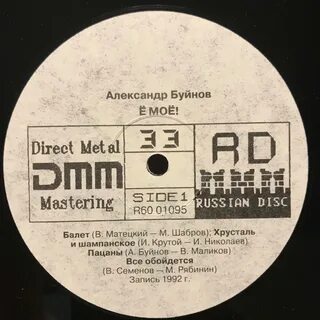 Александр Буйнов
Ё МОЁ!
Direct Metal
DMM
Mastering
33
SIDE 1
R60 01095
RD
RUSSIAN DISC
Балет (В. Матецкий — М. Шабров); Хрусталь
и шампанское (И. Крутой — И. Николаев)
Пацаны (А. Буйнов — В. Маликов)
Все обойдется
(В. Семенов — М. Рябинин)
Запись 1992 г.